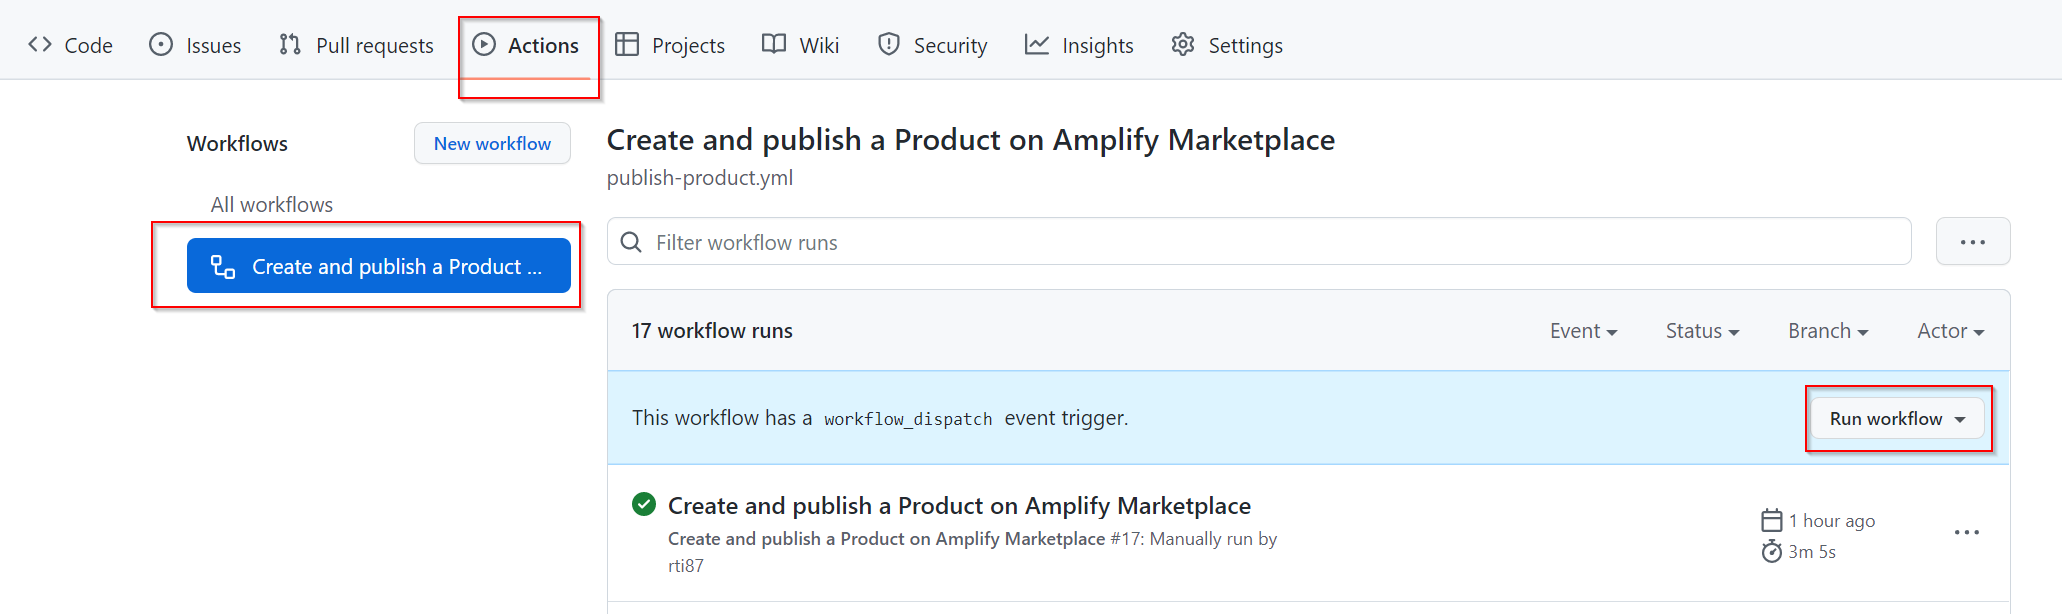 Code Issues Pull requests Actions Projects Wiki Security Insights Settings
Workflows
New workflow
All workflows
Create and publish a Product ...
Create and publish a Product on Amplify Marketplace
publish-product.yml
Filter workflow runs
17 workflow runs
Event Status Branch Actor
This workflow has a workflow_dispatch event trigger.
Run workflow
Create and publish a Product on Amplify Marketplace
Create and publish a Product on Amplify Marketplace #17: Manually run by
rti87
1 hour ago
3m 5s